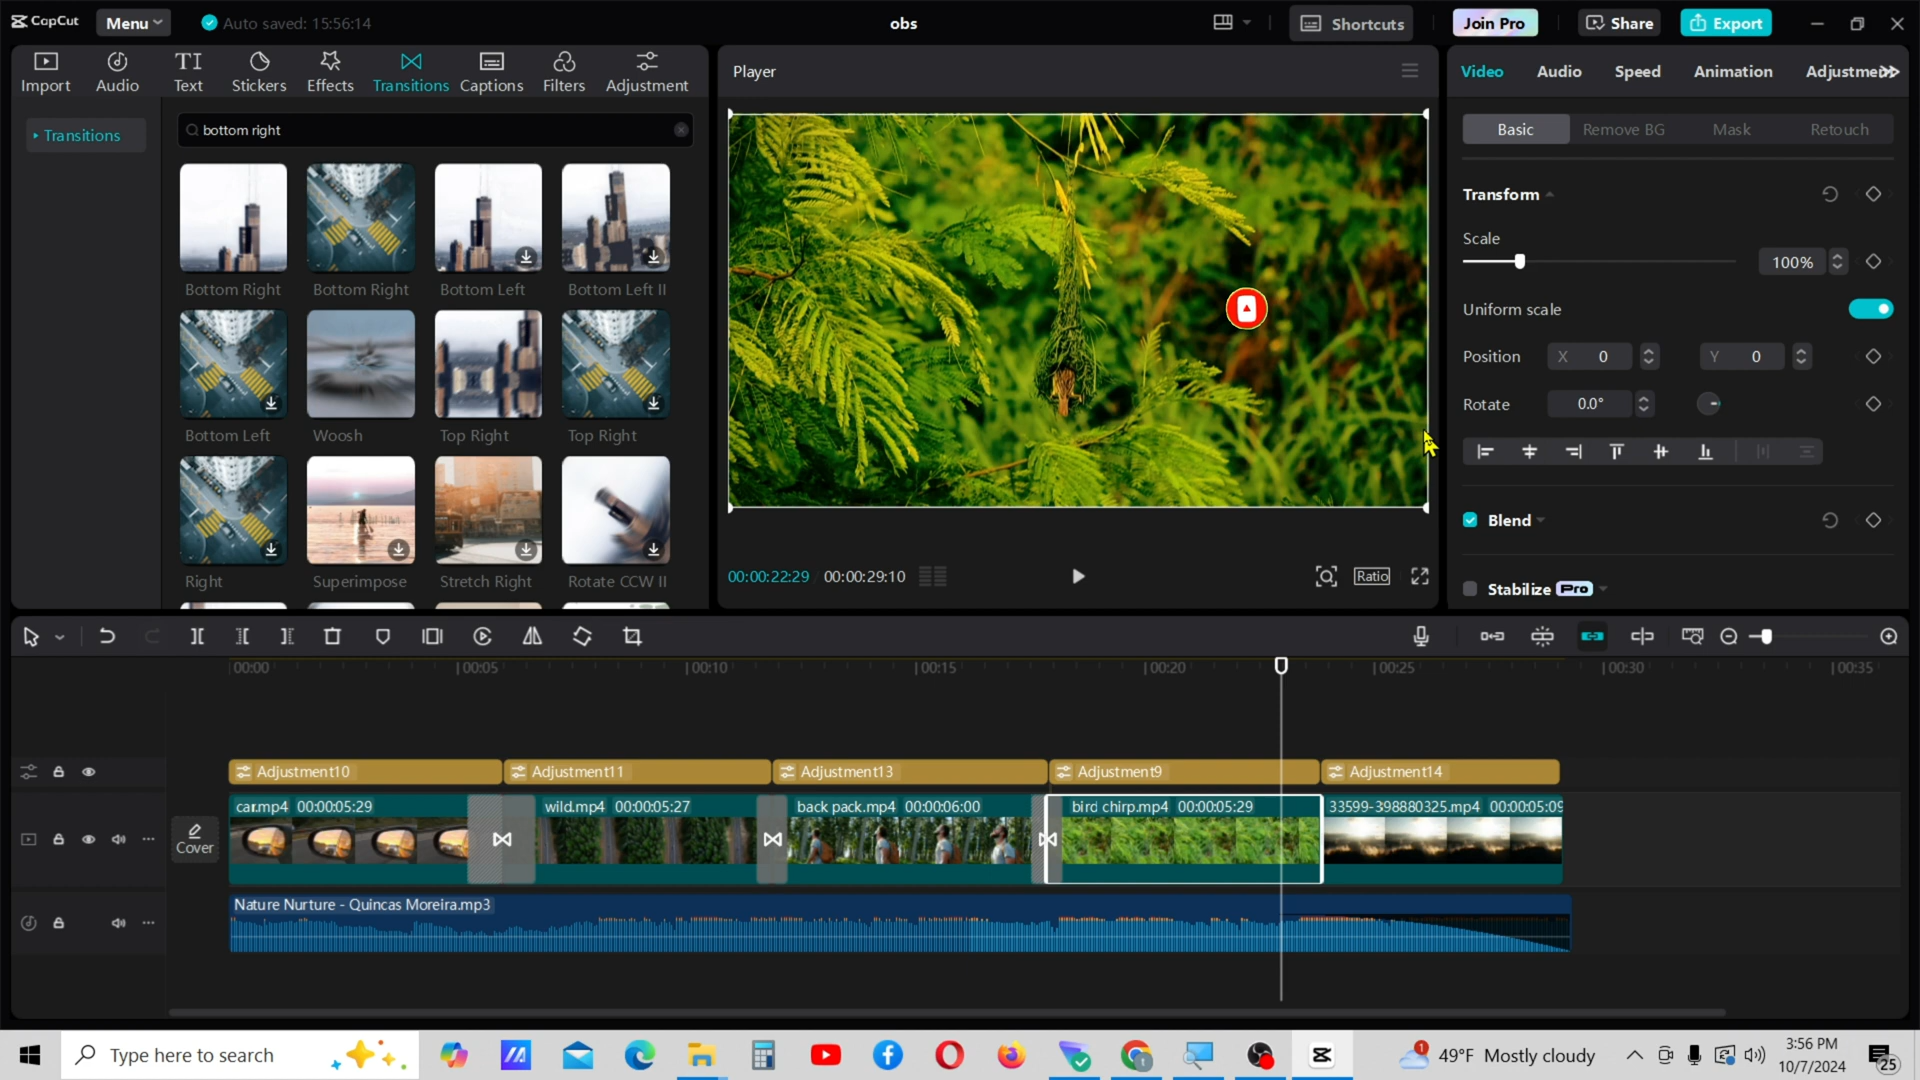 CapCut
Menu
Auto saved: 15:56:14
obs
Shortcuts
Join Pro
Share
Export
Import
Audio
TI
Text
Stickers
Effects
Transitions
Captions
Filters
Adjustment
Player
Video
Audio
Speed
Animation
Adjustme
Transitions
bottom right
Basic
Remove BG
Mask
Retouch
Bottom Right
Bottom Right
Bottom Left
Bottom Left II
Transform
Scale
100%
Uniform scale
Position
X 0
Y 0
Rotate
0.0°
Bottom Left
Woosh
Top Right
Top Right
Blend
Right
Superimpose
Stretch Right
Rotate CCW II
00:00:22:29
00:00:29:10
Ratio
Stabilize Pro
00:00
00:05
00:10
00:15
00:20
00:25
00:30
00:35
Adjustment10
Adjustment11
Adjustment13
Adjustment9
Adjustment14
car.mp4 00:00:05:29
wild.mp4 00:00:05:27
back pack.mp4 00:00:06:00
bird chirp.mp4 00:00:05:29
33599-398880325.mp4 00:00:05:09
Cover
Nature Nurture - Quincas Moreira.mp3
Type here to search
1
49°F Mostly cloudy
3:56 PM
10/7/2024
25